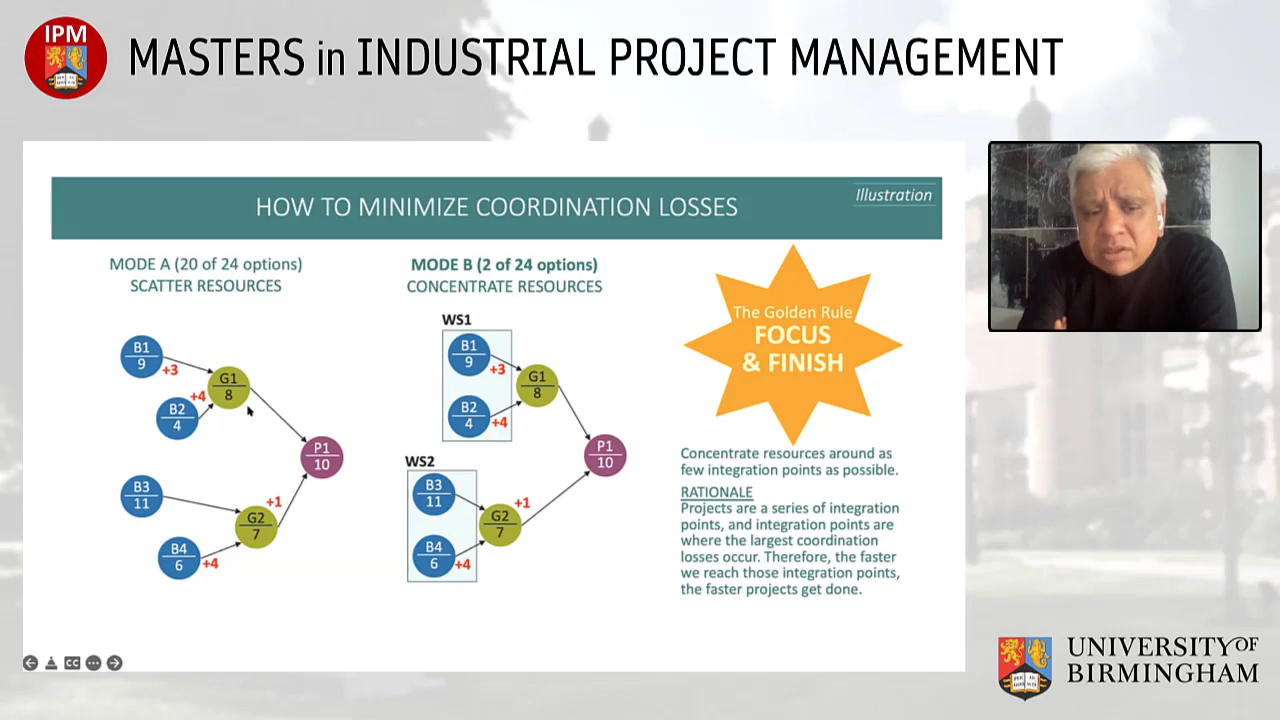 IPM
MASTERS in INDUSTRIAL PROJECT MANAGEMENT
HOW TO MINIMIZE COORDINATION LOSSES
Illustration
MODE A (20 of 24 options)
SCATTER RESOURCES
B1
9
+3
G1
8
+4
B2
4
P1
10
B3
11
+1
G2
7
B4
6
+4
MODE B (2 of 24 options)
CONCENTRATE RESOURCES
WS1
B1
9
+3
G1
8
B2
4
+4
P1
10
WS2
B3
11
+1
G2
7
B4
6
+4
The Golden Rule
FOCUS
& FINISH
Concentrate resources around as
few integration points as possible.
RATIONALE
Projects are a series of integration
points, and integration points are
where the largest coordination
losses occur. Therefore, the faster
we reach those integration points,
the faster projects get done.
CC
UNIVERSITY OF
BIRMINGHAM